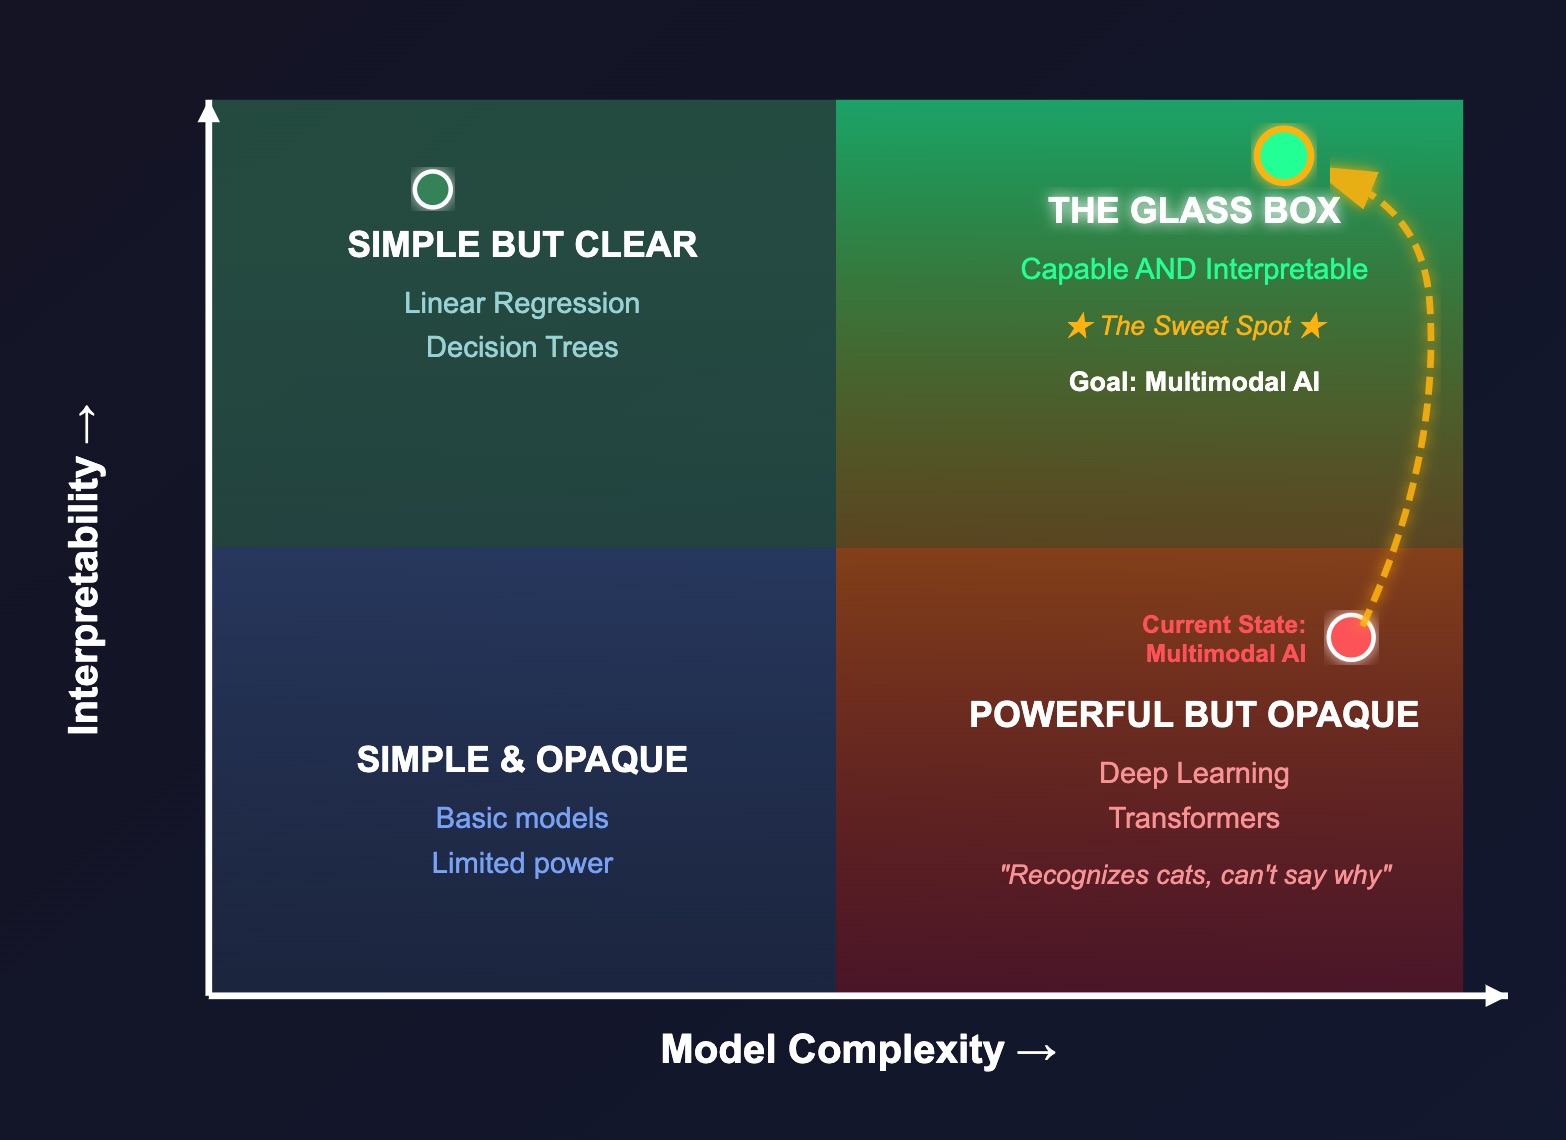 SIMPLE BUT CLEAR
Linear Regression
Decision Trees
THE GLASS BOX
Capable AND Interpretable
★ The Sweet Spot ★
Goal: Multimodal AI
Interpretability →
SIMPLE & OPAQUE
Basic models
Limited power
Current State:
Multimodal AI
POWERFUL BUT OPAQUE
Deep Learning
Transformers
"Recognizes cats, can't say why"
Model Complexity →